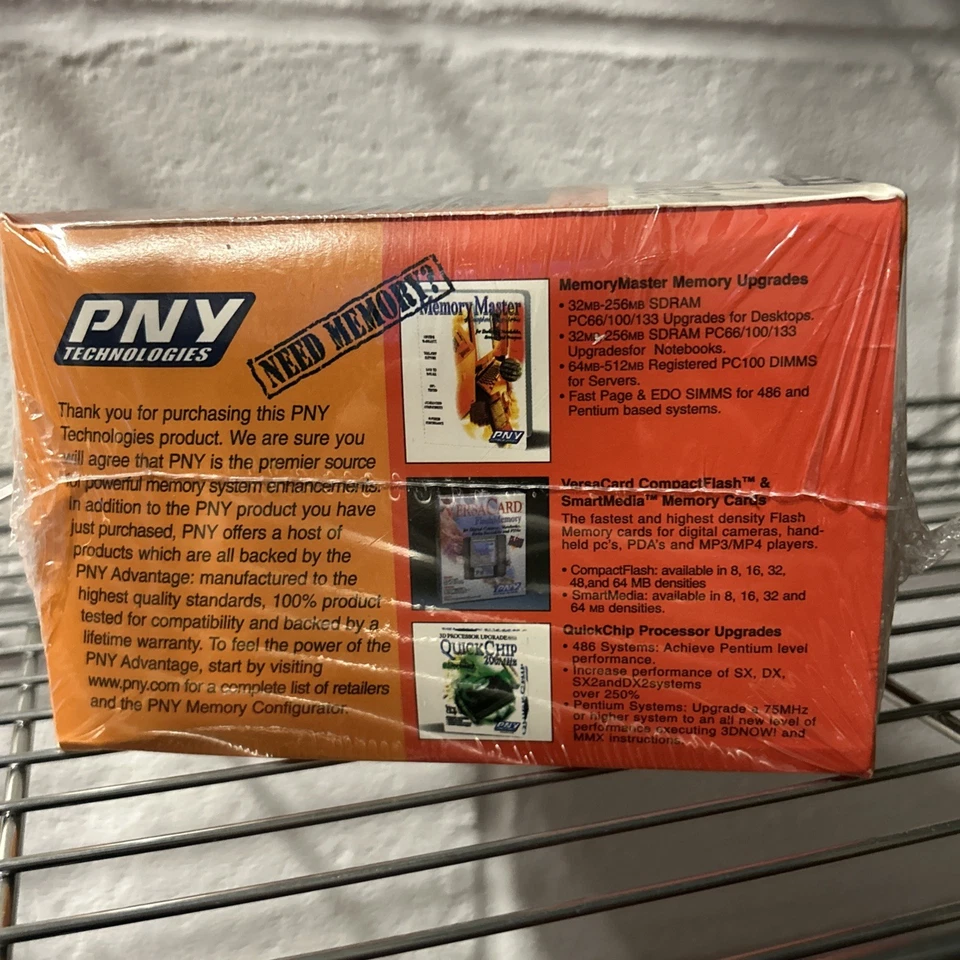 PNY
TECHNOLOGIES
NEED MEMORY?
Thank you for purchasing this PNY
Technologies product. We are sure you
will agree that PNY is the premier source
for powerful memory system enhancements.
In addition to the PNY product you have
just purchased, PNY offers a host of
products which are all backed by the
PNY Advantage: manufactured to the
highest quality standards, 100% product
tested for compatibility and backed by a
lifetime warranty. To feel the power of the
PNY Advantage, start by visiting
www.pny.com for a complete list of retailers
and the PNY Memory Configurator.
Memory Master
PNY
MemoryMaster Memory Upgrades
• 32MB-256MB SDRAM
PC66/100/133 Upgrades for Desktops.
• 32MB-256MB SDRAM PC66/100/133
Upgradesfor Notebooks.
• 64MB-512MB Registered PC100 DIMMS
for Servers.
• Fast Page & EDO SIMMS for 486 and
Pentium based systems.
VERSACARD
PNY
VersaCard CompactFlash™ &
SmartMedia™ Memory Cards
The fastest and highest density Flash
Memory cards for digital cameras, hand-
held pc's, PDA's and MP3/MP4 players.
• CompactFlash: available in 8, 16, 32,
48,and 64 MB densities
• SmartMedia: available in 8, 16, 32 and
64 MB densities.
3D PROCESSOR UPGRADE
QUICKCHIP
200MHz
PNY
QuickChip Processor Upgrades
• 486 Systems: Achieve Pentium level
performance.
• Increase performance of SX, DX,
SX2andDX2systems
over 250%
• Pentium Systems: Upgrade a 75MHz
or higher system to an all new level of
performance executing 3DNOW! and
MMX instructions.